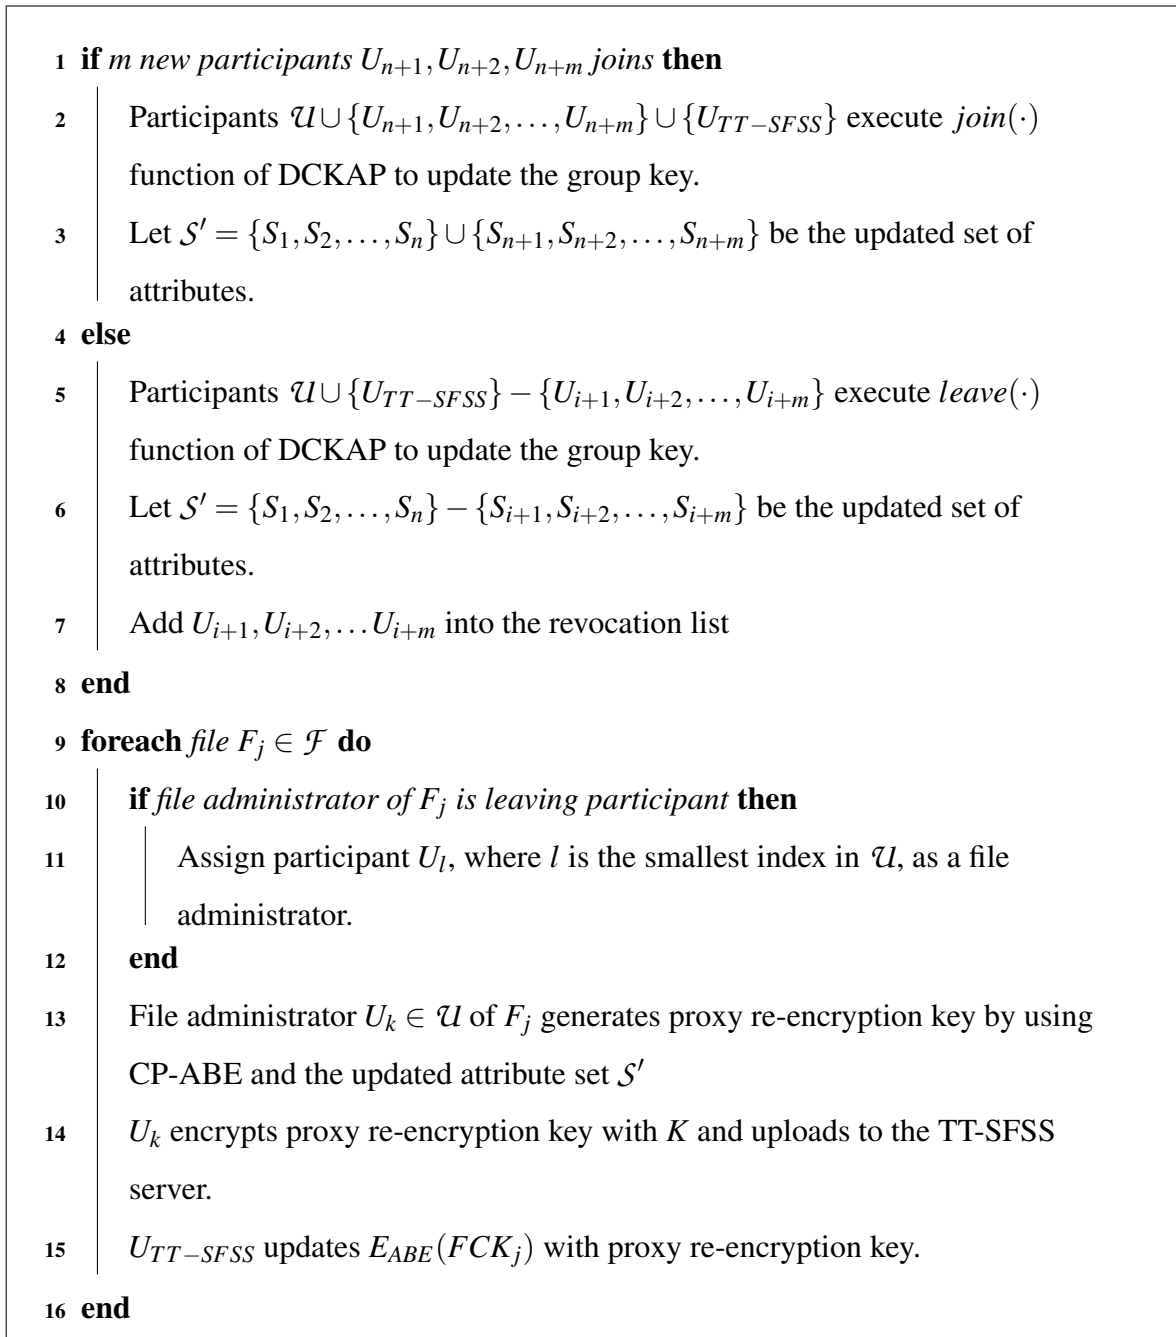 1 if m new participants U_{n+1}, U_{n+2}, U_{n+m} joins then
2 Participants 𝒰 ∪ {U_{n+1}, U_{n+2}, ..., U_{n+m}} ∪ {U_{TT−SFSS}} execute join(·)
function of DCKAP to update the group key.
3 Let 𝒮′ = {S_1, S_2, ..., S_n} ∪ {S_{n+1}, S_{n+2}, ..., S_{n+m}} be the updated set of
attributes.
4 else
5 Participants 𝒰 ∪ {U_{TT−SFSS}} − {U_{i+1}, U_{i+2}, ..., U_{i+m}} execute leave(·)
function of DCKAP to update the group key.
6 Let 𝒮′ = {S_1, S_2, ..., S_n} − {S_{i+1}, S_{i+2}, ..., S_{i+m}} be the updated set of
attributes.
7 Add U_{i+1}, U_{i+2}, ... U_{i+m} into the revocation list
8 end
9 foreach file F_j ∈ ℱ do
10 if file administrator of F_j is leaving participant then
11 Assign participant U_l, where l is the smallest index in 𝒰, as a file
administrator.
12 end
13 File administrator U_k ∈ 𝒰 of F_j generates proxy re-encryption key by using
CP-ABE and the updated attribute set 𝒮′
14 U_k encrypts proxy re-encryption key with K and uploads to the TT-SFSS
server.
15 U_{TT−SFSS} updates E_{ABE}(FCK_j) with proxy re-encryption key.
16 end